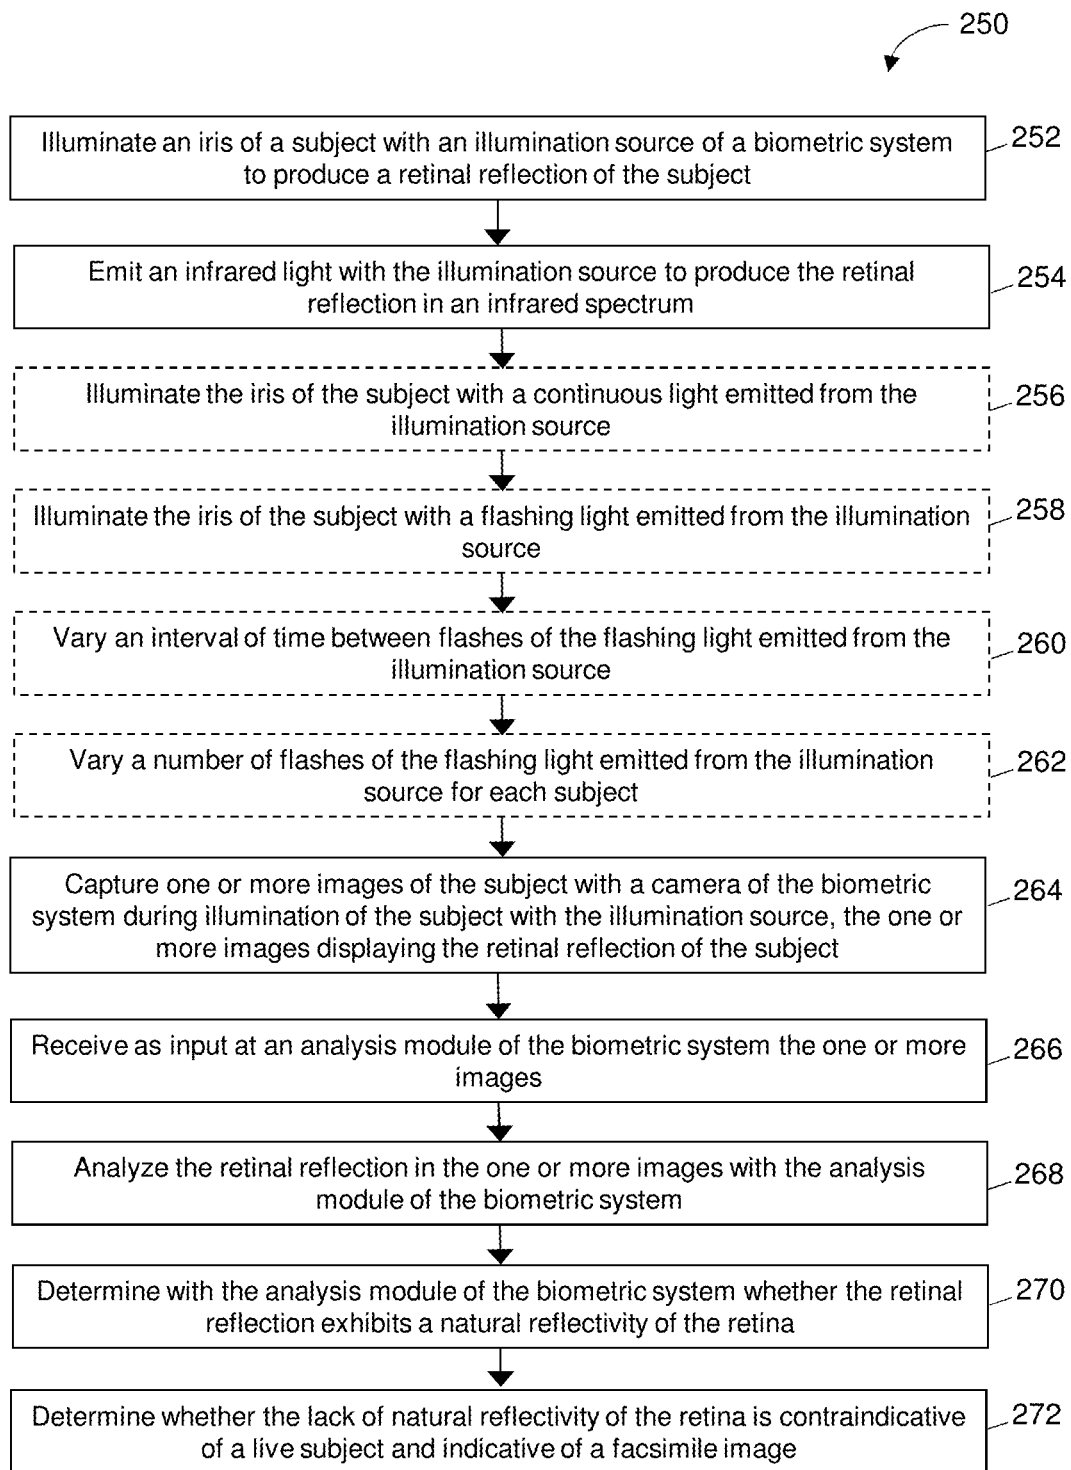 250
Illuminate an iris of a subject with an illumination source of a biometric system
to produce a retinal reflection of the subject
252
Emit an infrared light with the illumination source to produce the retinal
reflection in an infrared spectrum
254
Illuminate the iris of the subject with a continuous light emitted from the
illumination source
256
Illuminate the iris of the subject with a flashing light emitted from the illumination
source
258
Vary an interval of time between flashes of the flashing light emitted from the
illumination source
260
Vary a number of flashes of the flashing light emitted from the illumination
source for each subject
262
Capture one or more images of the subject with a camera of the biometric
system during illumination of the subject with the illumination source, the one or
more images displaying the retinal reflection of the subject
264
Receive as input at an analysis module of the biometric system the one or more
images
266
Analyze the retinal reflection in the one or more images with the analysis
module of the biometric system
268
Determine with the analysis module of the biometric system whether the retinal
reflection exhibits a natural reflectivity of the retina
270
Determine whether the lack of natural reflectivity of the retina is contraindicative
of a live subject and indicative of a facsimile image
272